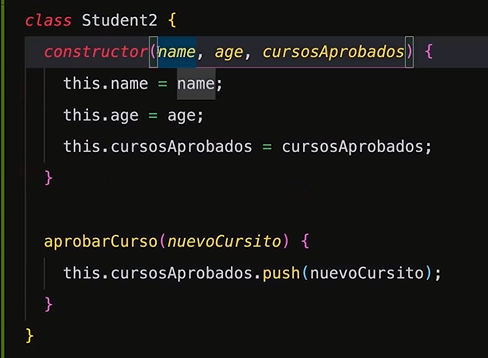 class Student2 {
constructor(name, age, cursosAprobados) {
this.name = name;
this.age = age;
this.cursosAprobados = cursosAprobados;
}
aprobarCurso(nuevoCursito) {
this.cursosAprobados.push(nuevoCursito);
}
}